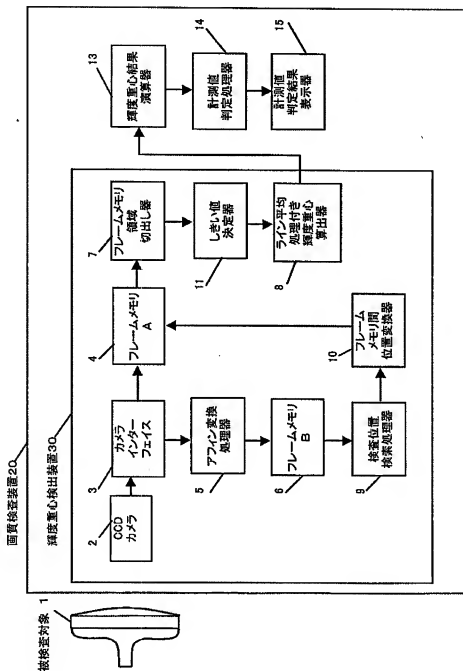 画質検査装置20
輝度重心検出装置30
被検査対象 1
2
CCD
カメラ
3
カメラ
インター
フェイス
4
フレームメモリ
A
5
アフィン変換
処理器
6
フレームメモリ
B
7
フレームメモリ
領域
切出し器
11
しきい値
決定器
8
ライン平均
処理付き
輝度重心
算出器
9
検査位置
検索処理器
10
フレーム
メモリ間
位置変換器
13
輝度重心結果
演算器
14
計測値
判定処理器
15
計測値
判定結果
表示器